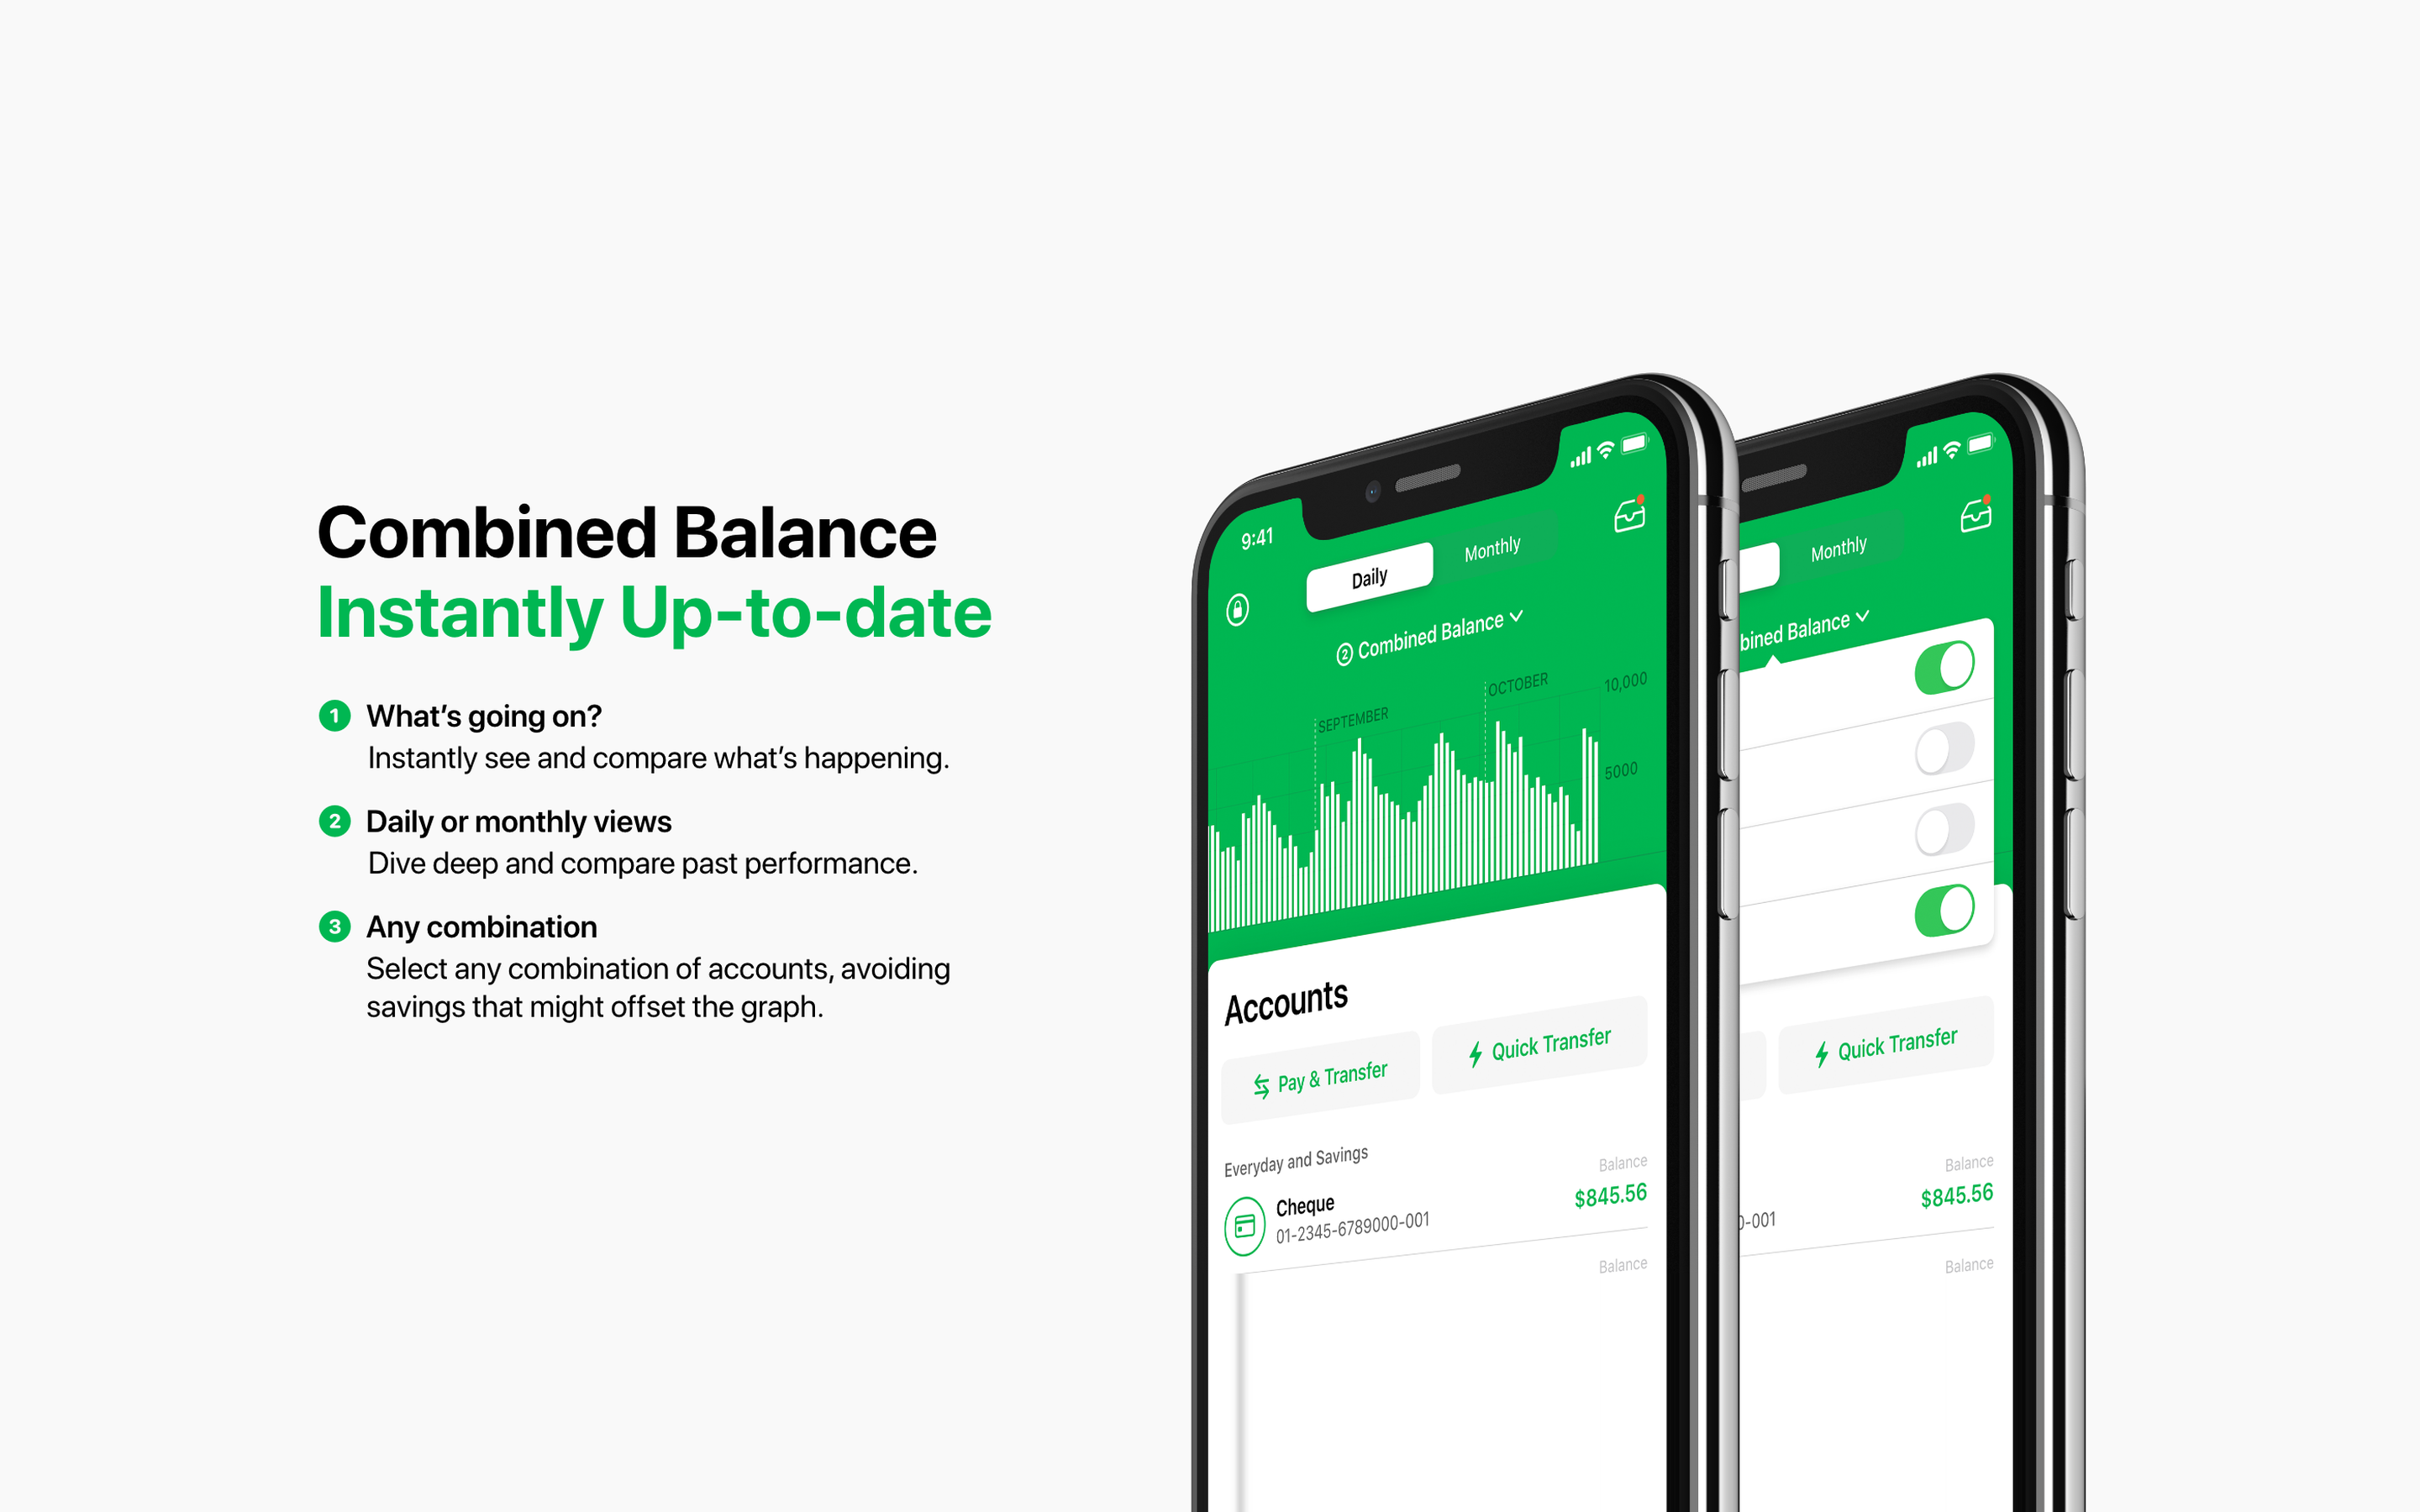 Combined Balance
Instantly Up-to-date
1 What’s going on?
Instantly see and compare what’s happening.
2 Daily or monthly views
Dive deep and compare past performance.
3 Any combination
Select any combination of accounts, avoiding
savings that might offset the graph.
9:41
Daily
Monthly
2 Combined Balance
SEPTEMBER
OCTOBER
10,000
5000
Accounts
Pay & Transfer
Quick Transfer
Everyday and Savings
Balance
Cheque
$845.56
01-2345-6789000-001
Balance
Monthly
bined Balance
Quick Transfer
Balance
$845.56
0-001
Balance